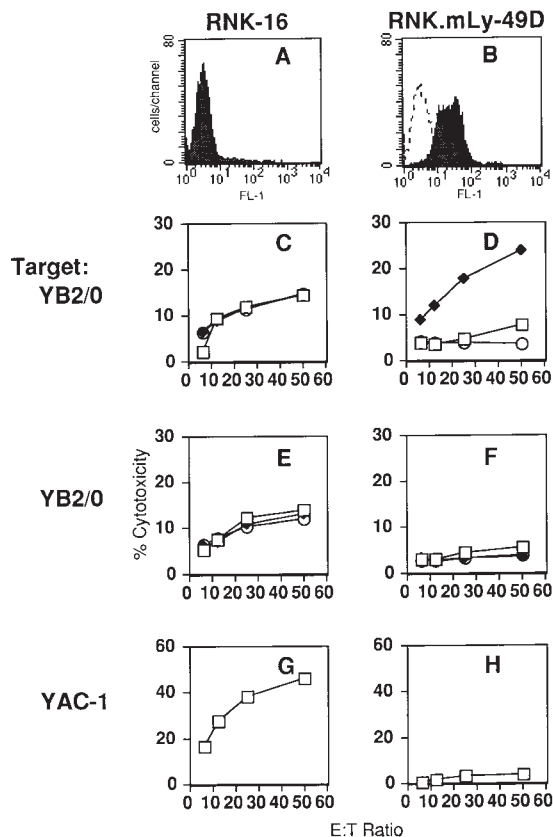 RNK-16 RNK.mLy-49D
80 A 80 B
cells/channel
0 0
10^0 10^1 10^2 10^3 10^4 10^0 10^1 10^2 10^3 10^4
FL-1 FL-1
30 C 30 D
Target:
20 20
YB2/0
10 10
0 0
0 10 20 30 40 50 60 0 10 20 30 40 50 60
30 E 30 F
YB2/0
20 20
% Cytotoxicity
10 10
0 0
0 10 20 30 40 50 60 0 10 20 30 40 50 60
60 G 60 H
40 40
YAC-1
20 20
0 0
0 10 20 30 40 50 60 0 10 20 30 40 50 60
E:T Ratio